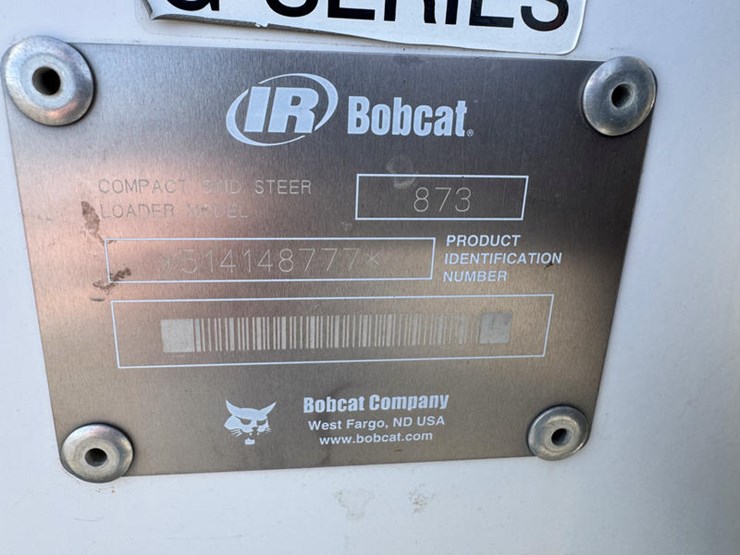 G-SERIES
IR Bobcat®
COMPACT SKID STEER
LOADER MODEL
873
*514148777*
PRODUCT
IDENTIFICATION
NUMBER
Bobcat Company
West Fargo, ND USA
www.bobcat.com